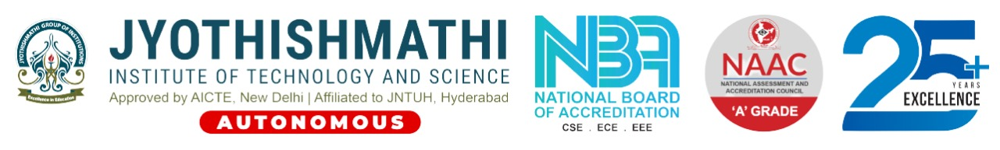 JYOTHISHMATHI GROUP OF INSTITUTIONS
Excellence in Education
JYOTHISHMATHI
INSTITUTE OF TECHNOLOGY AND SCIENCE
Approved by AICTE, New Delhi | Affiliated to JNTUH, Hyderabad
AUTONOMOUS
NBA
NATIONAL BOARD
OF ACCREDITATION
CSE . ECE . EEE
NAAC
NATIONAL ASSESSMENT AND
ACCREDITATION COUNCIL
'A' GRADE
25+
YEARS
EXCELLENCE